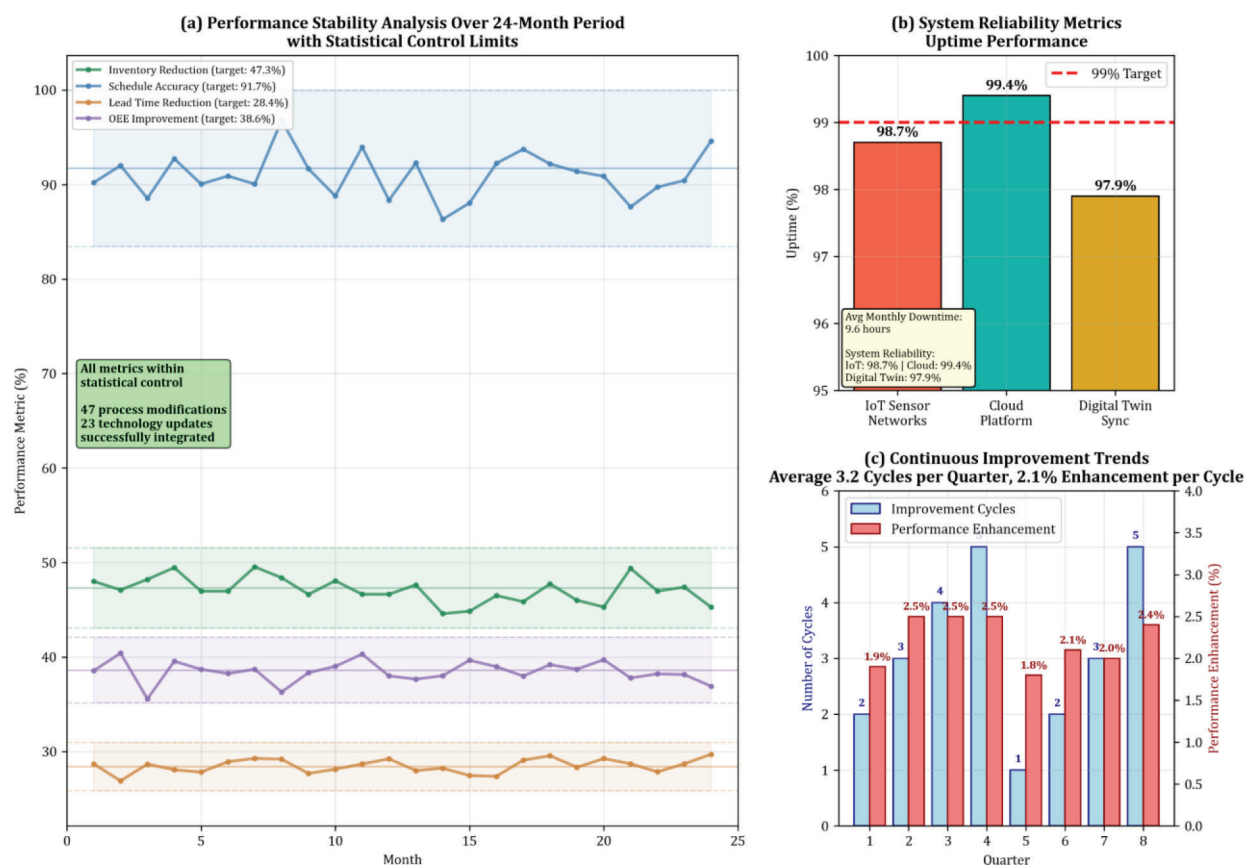 (a) Performance Stability Analysis Over 24-Month Period
with Statistical Control Limits
Inventory Reduction (target: 47.3%)
Schedule Accuracy (target: 91.7%)
Lead Time Reduction (target: 28.4%)
OEE Improvement (target: 38.6%)
100
90
80
70
60
50
40
30
Performance Metric (%)
All metrics within
statistical control
47 process modifications
23 technology updates
successfully integrated
0
5
10
15
20
25
Month
(b) System Reliability Metrics
Uptime Performance
99% Target
100
99
98
97
96
95
Uptime (%)
98.7%
99.4%
97.9%
Avg Monthly Downtime:
9.6 hours
System Reliability:
IoT: 98.7% | Cloud: 99.4%
Digital Twin: 97.9%
IoT Sensor
Networks
Cloud
Platform
Digital Twin
Sync
(c) Continuous Improvement Trends
Average 3.2 Cycles per Quarter, 2.1% Enhancement per Cycle
Improvement Cycles
Performance Enhancement
6
5
4
3
2
1
0
Number of Cycles
4.0
3.5
3.0
2.5
2.0
1.5
1.0
0.5
0.0
Performance Enhancement (%)
2
1.9%
3
2.5%
4
2.5%
2.5%
1
1.8%
2
2.1%
3
2.0%
5
2.4%
1
2
3
4
5
6
7
8
Quarter